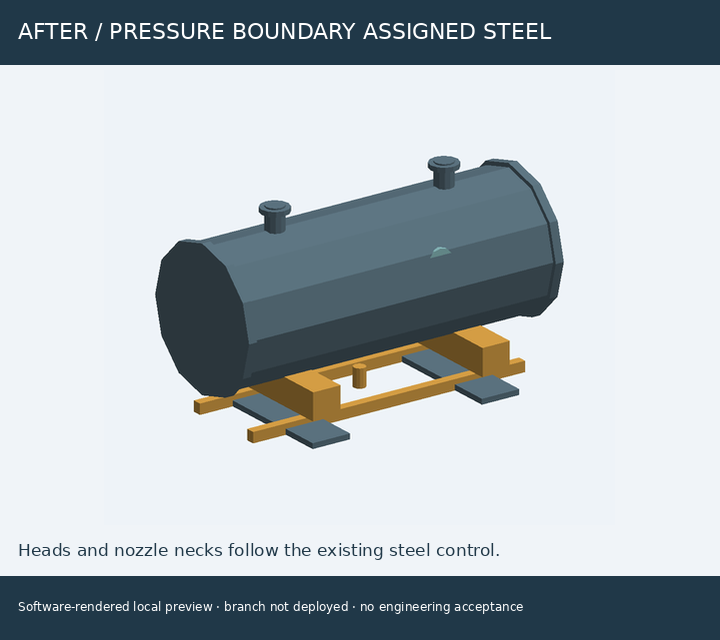 AFTER / PRESSURE BOUNDARY ASSIGNED STEEL
Heads and nozzle necks follow the existing steel control.
Software-rendered local preview · branch not deployed · no engineering acceptance